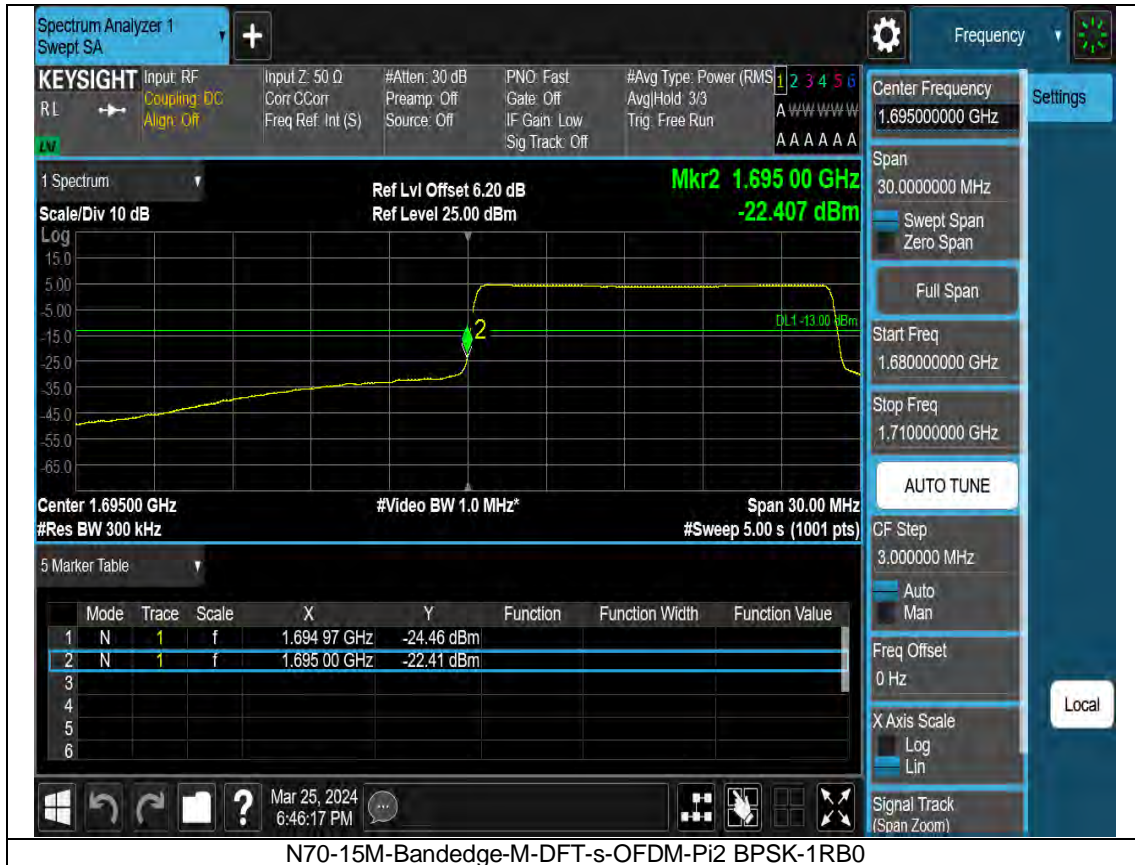 Spectrum Analyzer 1
Swept SA
Frequency
KEYSIGHT
RL
Input: RF
Coupling: DC
Align: Off
Input Z: 50 Ω
Corr CCorr
Freq Ref: Int (S)
#Atten: 30 dB
Preamp: Off
Source: Off
PNO: Fast
Gate: Off
IF Gain: Low
Sig Track: Off
#Avg Type: Power (RMS
Avg|Hold: 3/3
Trig: Free Run
1 2 3 4 5 6
A W W W W W
A A A A A A
1 Spectrum
Scale/Div 10 dB
Ref Lvl Offset 6.20 dB
Ref Level 25.00 dBm
Mkr2 1.695 00 GHz
-22.407 dBm
Log
15.0
5.00
-5.00
-15.0
-25.0
-35.0
-45.0
-55.0
-65.0
2
DL1 -13.00 dBm
Center 1.69500 GHz
#Res BW 300 kHz
#Video BW 1.0 MHz*
Span 30.00 MHz
#Sweep 5.00 s (1001 pts)
5 Marker Table
Mode Trace Scale X Y Function Function Width Function Value
1 N 1 f 1.694 97 GHz -24.46 dBm
2 N 1 f 1.695 00 GHz -22.41 dBm
3
4
5
6
Mar 25, 2024
6:46:17 PM
?
Center Frequency
1.695000000 GHz
Settings
Span
30.0000000 MHz
Swept Span
Zero Span
Full Span
Start Freq
1.680000000 GHz
Stop Freq
1.710000000 GHz
AUTO TUNE
CF Step
3.000000 MHz
Auto
Man
Freq Offset
0 Hz
X Axis Scale
Log
Lin
Local
Signal Track
(Span Zoom)
N70-15M-Bandedge-M-DFT-s-OFDM-Pi2 BPSK-1RB0